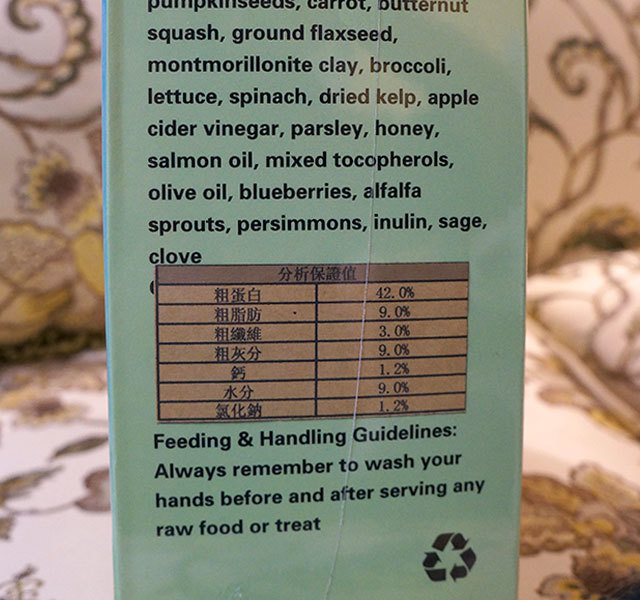 pumpkinseeds, carrot, butternut
squash, ground flaxseed,
montmorillonite clay, broccoli,
lettuce, spinach, dried kelp, apple
cider vinegar, parsley, honey,
salmon oil, mixed tocopherols,
olive oil, blueberries, alfalfa
sprouts, persimmons, inulin, sage,
clove
分析保證值
粗蛋白 42.0%
粗脂肪 9.0%
粗纖維 3.0%
粗灰分 9.0%
鈣 1.2%
水分 9.0%
氯化鈉 1.2%
Feeding & Handling Guidelines:
Always remember to wash your
hands before and after serving any
raw food or treat